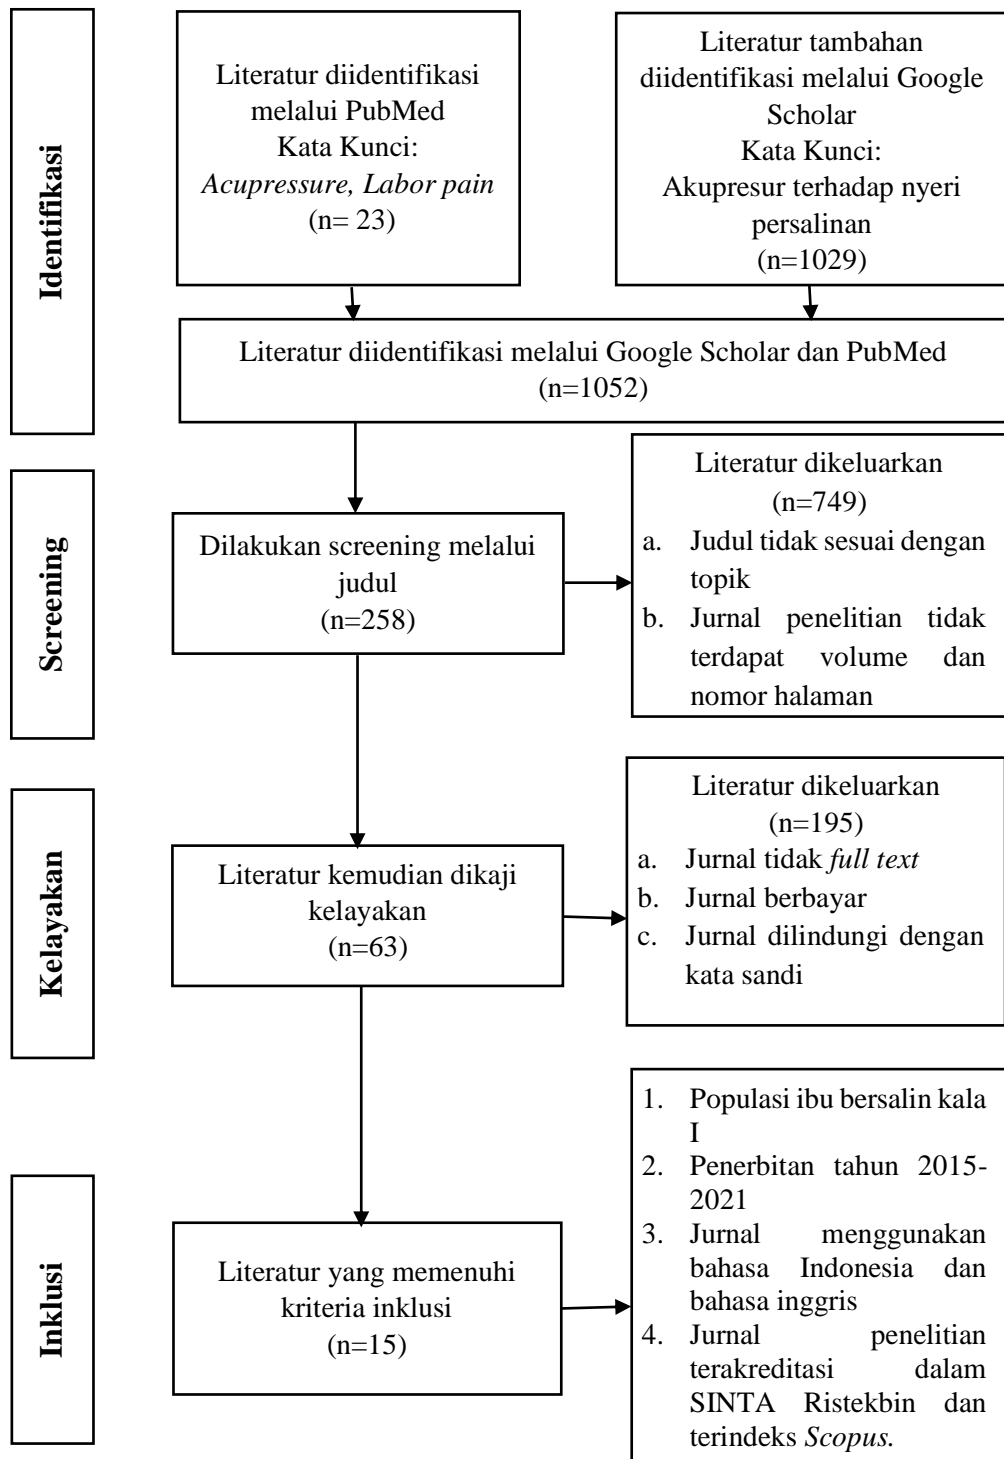 Identifikasi
Literatur diidentifikasi
melalui PubMed
Kata Kunci:
Acupressure, Labor pain
(n= 23)
Literatur tambahan
diidentifikasi melalui Google
Scholar
Kata Kunci:
Akupresur terhadap nyeri
persalinan
(n=1029)
Literatur diidentifikasi melalui Google Scholar dan PubMed
(n=1052)
Screening
Dilakukan screening melalui
judul
(n=258)
Literatur dikeluarkan
(n=749)
a. Judul tidak sesuai dengan
topik
b. Jurnal penelitian tidak
terdapat volume dan
nomor halaman
Kelayakan
Literatur kemudian dikaji
kelayakan
(n=63)
Literatur dikeluarkan
(n=195)
a. Jurnal tidak full text
b. Jurnal berbayar
c. Jurnal dilindungi dengan
kata sandi
Inklusi
Literatur yang memenuhi
kriteria inklusi
(n=15)
1. Populasi ibu bersalin kala
I
2. Penerbitan tahun 2015-
2021
3. Jurnal menggunakan
bahasa Indonesia dan
bahasa inggris
4. Jurnal penelitian
terakreditasi dalam
SINTA Ristekbin dan
terindeks Scopus.